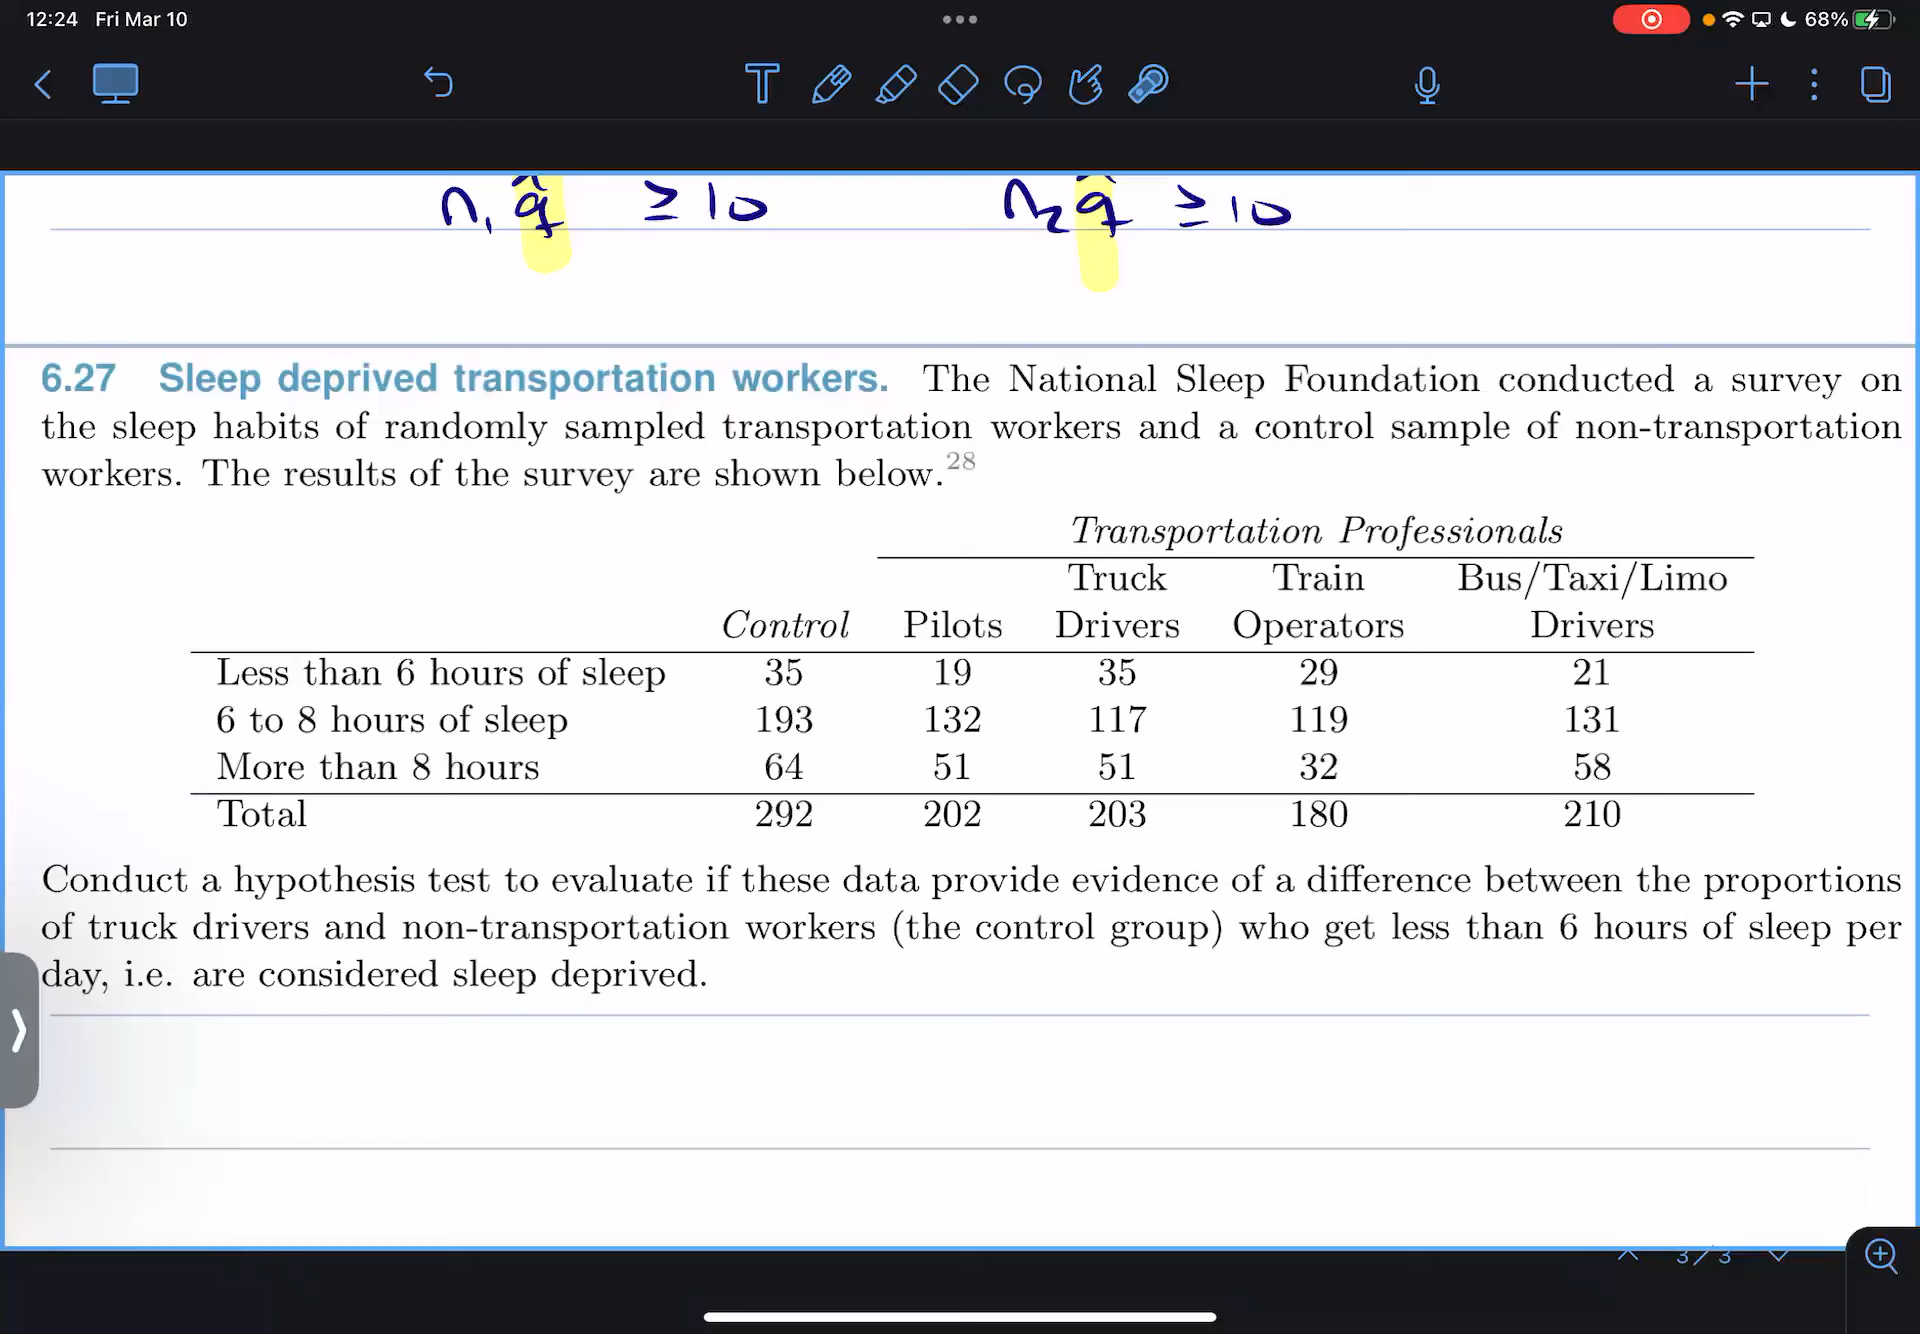 12:24 Fri Mar 10
68%
n₁ q̂ ≥ 10 n₂ q̂ ≥ 10
6.27 Sleep deprived transportation workers. The National Sleep Foundation conducted a survey on
the sleep habits of randomly sampled transportation workers and a control sample of non-transportation
workers. The results of the survey are shown below.28
Transportation Professionals
Truck Train Bus/Taxi/Limo
Control Pilots Drivers Operators Drivers
Less than 6 hours of sleep 35 19 35 29 21
6 to 8 hours of sleep 193 132 117 119 131
More than 8 hours 64 51 51 32 58
Total 292 202 203 180 210
Conduct a hypothesis test to evaluate if these data provide evidence of a difference between the proportions
of truck drivers and non-transportation workers (the control group) who get less than 6 hours of sleep per
day, i.e. are considered sleep deprived.
3/3